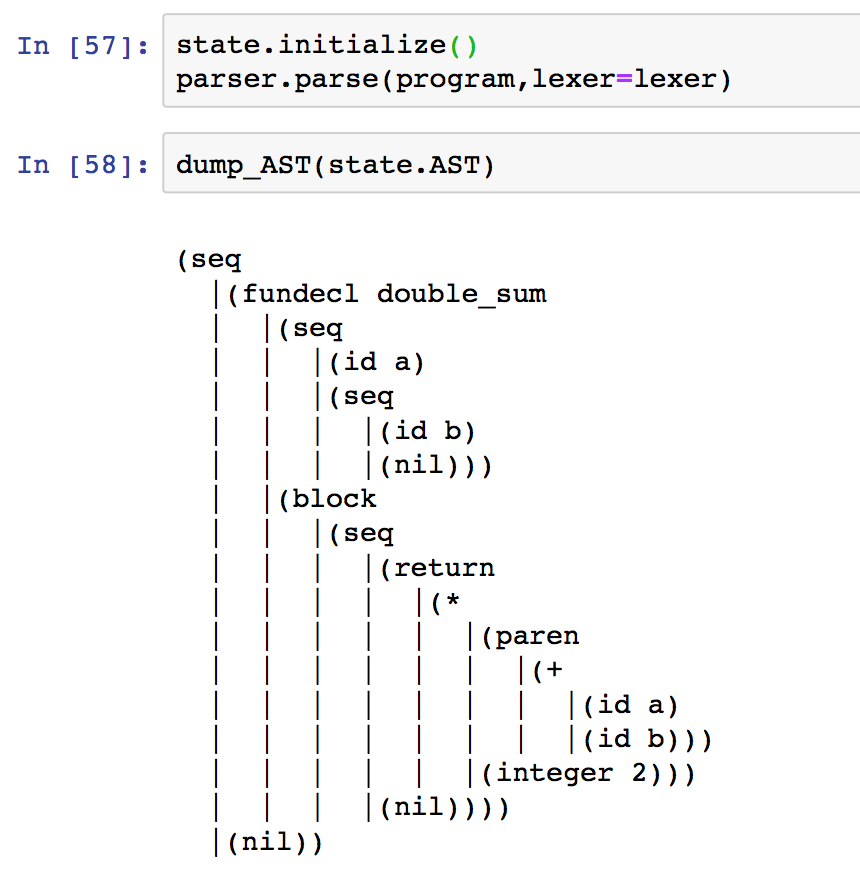 In [57]: state.initialize()
parser.parse(program,lexer=lexer)
In [58]: dump_AST(state.AST)
(seq
  |(fundecl double_sum
  |  |(seq
  |  |  |(id a)
  |  |  |(seq
  |  |  |  |(id b)
  |  |  |  |(nil)))
  |  |(block
  |  |  |(seq
  |  |  |  |(return
  |  |  |  |  |(*
  |  |  |  |  |  |(paren
  |  |  |  |  |  |  |(+
  |  |  |  |  |  |  |  |(id a)
  |  |  |  |  |  |  |  |(id b)))
  |  |  |  |  |  |(integer 2)))
  |  |  |  |(nil))))
  |(nil))